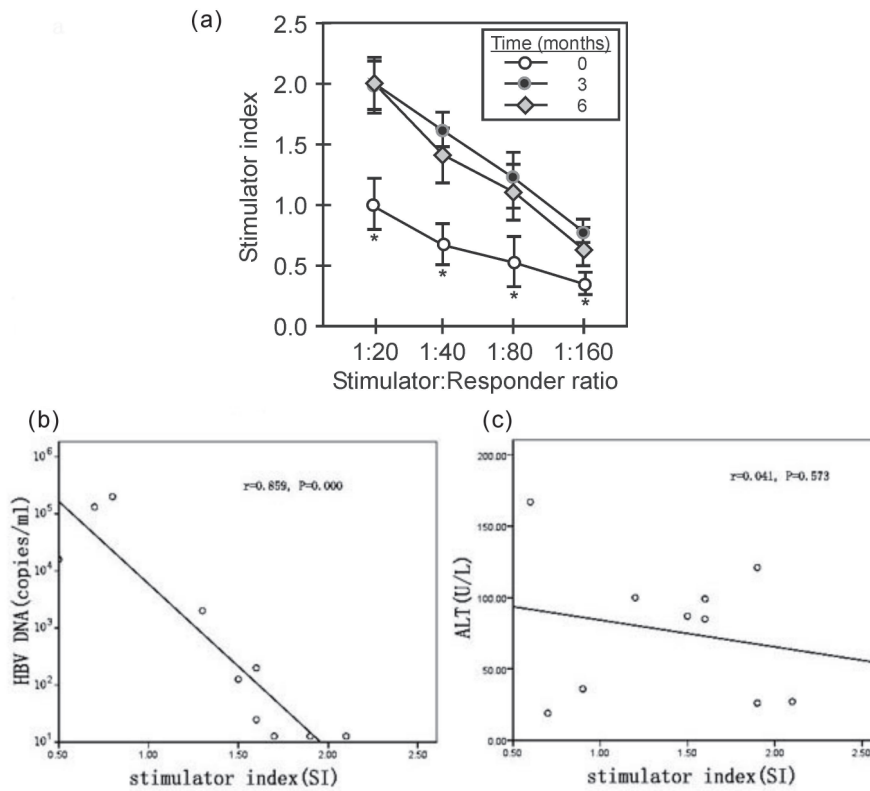 (a)
2.5
2.0
1.5
1.0
0.5
0.0
Stimulator index
Time (months)
0
3
6
*
*
*
*
1:20 1:40 1:80 1:160
Stimulator:Responder ratio
(b)
10⁶
10⁵
10⁴
10³
10²
10¹
HBV DNA(copies/ml)
r=0.859, P=0.000
0.50 1.00 1.50 2.00 2.50
stimulator index(SI)
(c)
200.00
150.00
100.00
50.00
0.00
ALT(U/L)
r=0.041, P=0.573
0.50 1.00 1.50 2.00 2.50
stimulator index(SI)